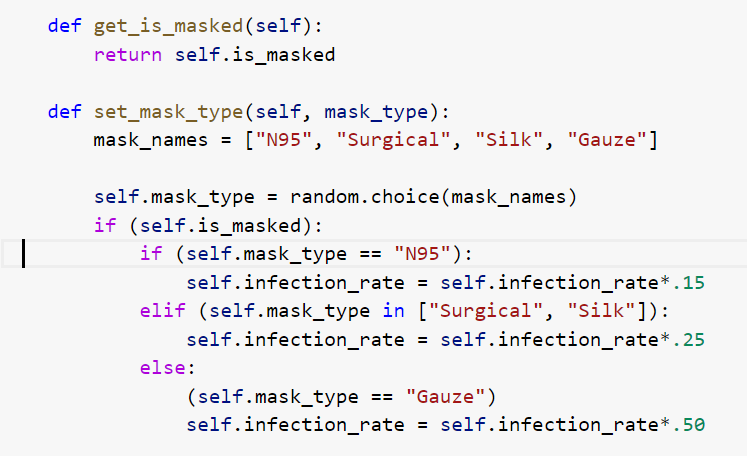 def get_is_masked(self):
return self.is_masked
def set_mask_type(self, mask_type):
mask_names = ["N95", "Surgical", "Silk", "Gauze"]
self.mask_type = random.choice(mask_names)
if (self.is_masked):
if (self.mask_type == "N95"):
self.infection_rate = self.infection_rate*.15
elif (self.mask_type in ["Surgical", "Silk"]):
self.infection_rate = self.infection_rate*.25
else:
(self.mask_type == "Gauze")
self.infection_rate = self.infection_rate*.50